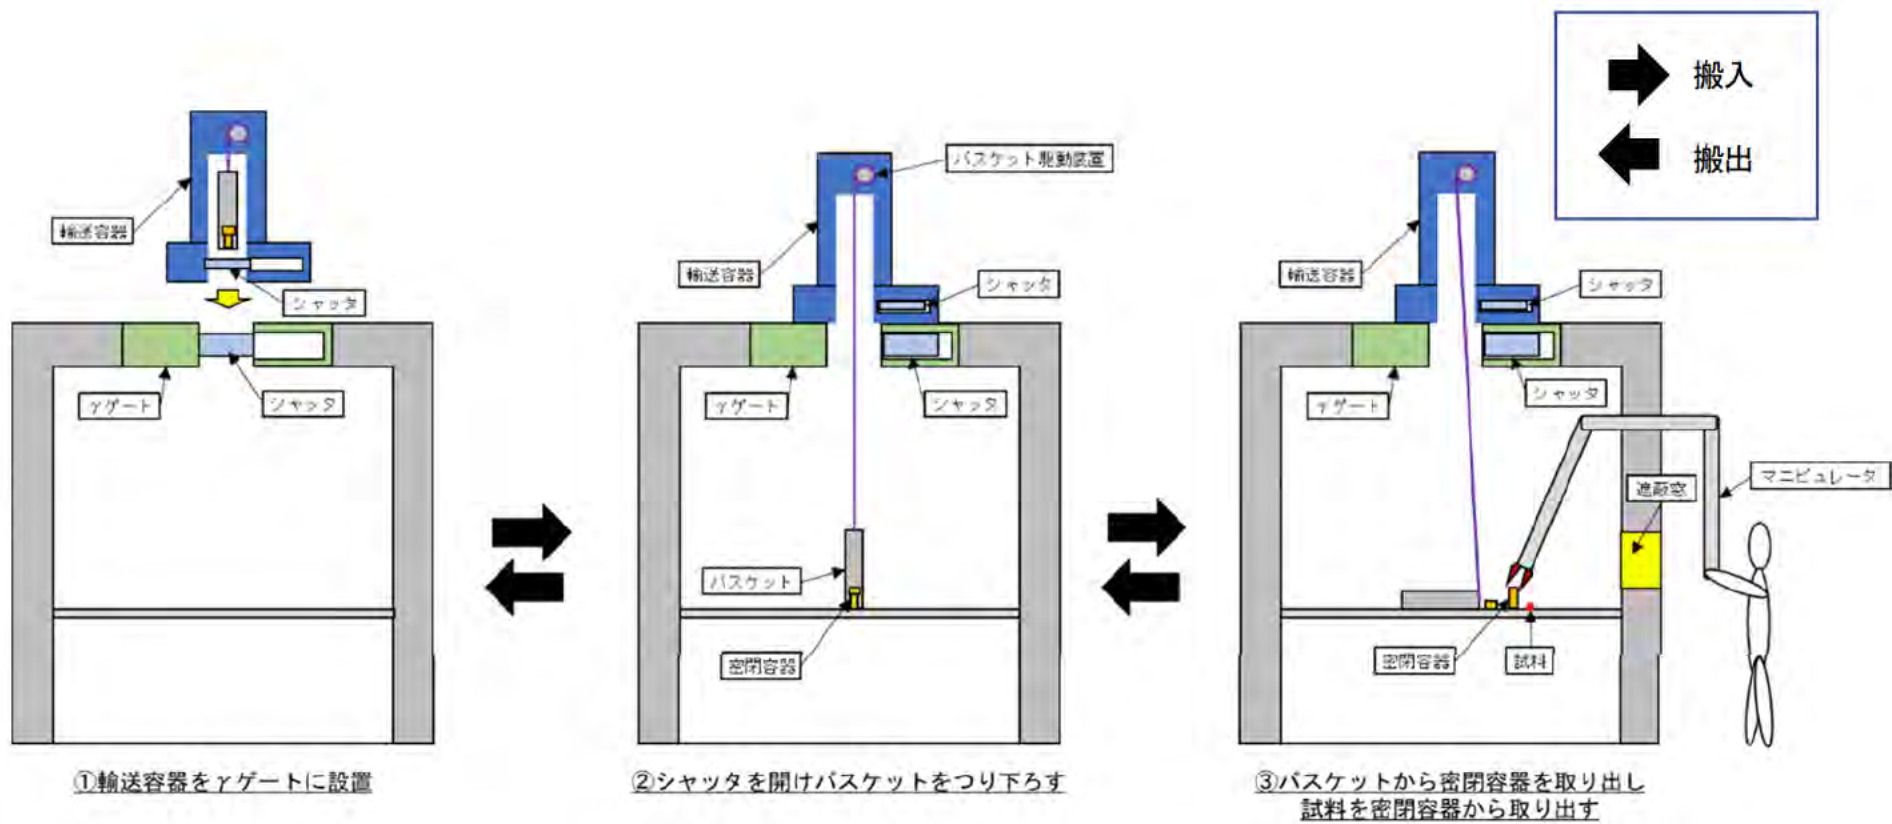 搬入
搬出
輸送容器
シャッタ
γゲート
シャッタ
①輸送容器をγゲートに設置
バスケット駆動装置
輸送容器
シャッタ
γゲート
シャッタ
バスケット
密閉容器
②シャッタを開けバスケットをつり下ろす
輸送容器
シャッタ
γゲート
シャッタ
マニピュレータ
遮蔽窓
密閉容器
試料
③バスケットから密閉容器を取り出し
試料を密閉容器から取り出す